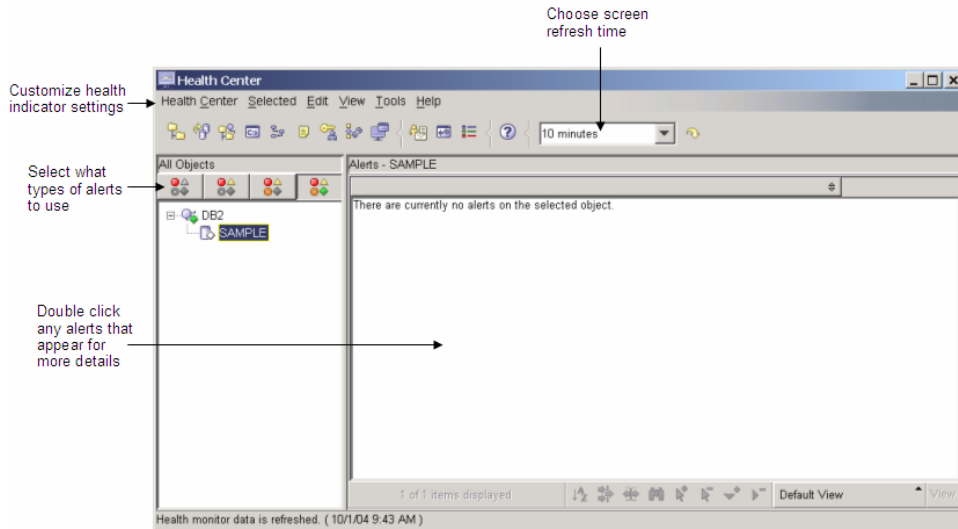 Choose screen
refresh time
Health Center
Customize health
indicator settings
Health Center Selected Edit View Tools Help
10 minutes
All Objects
Alerts - SAMPLE
Select what
types of alerts
to use
There are currently no alerts on the selected object.
DB2
SAMPLE
Double click
any alerts that
appear for
more details
1 of 1 items displayed
Default View
View
Health monitor data is refreshed. ( 10/1/04 9:43 AM )